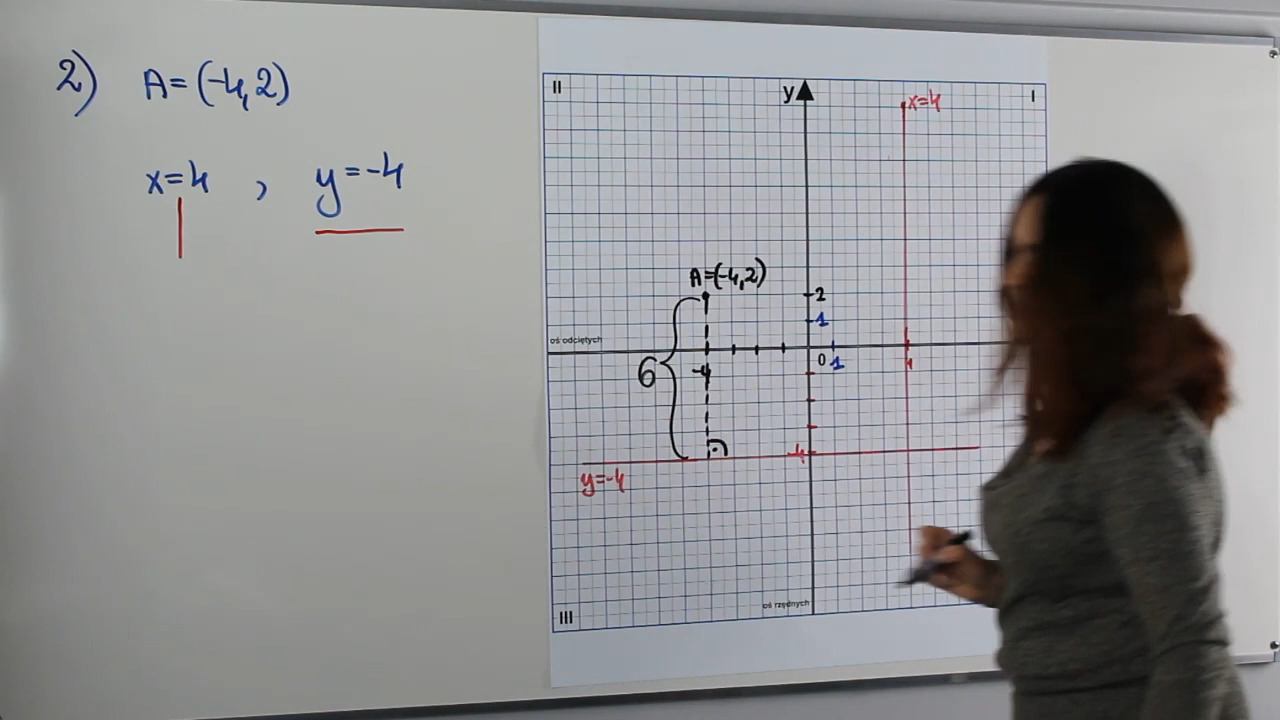 2) A=(-4,2)
x=4 , y=-4
II
y
I
x=4
A=(-4,2)
2
1
oś odciętych
0
1
4
6
-4
-4
y=-4
III
oś rzędnych